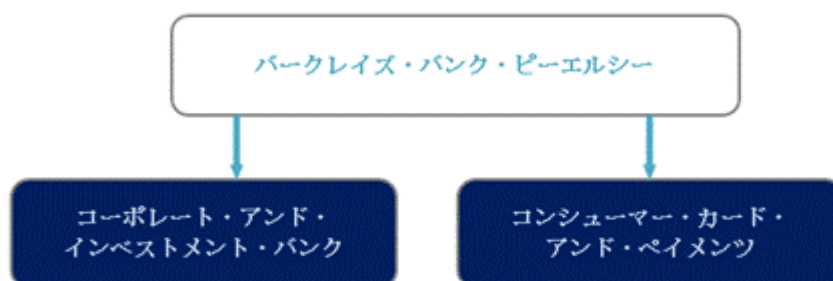 バークレイズ・バンク・ピーエルシー
コーポレート・アンド・
インベストメント・バンク
コンシューマー・カード・
アンド・ペイメンツ